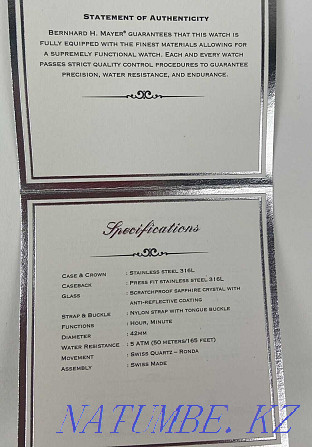 Statement of Authenticity
Bernhard H. Mayer® guarantees that this watch is
fully equipped with the finest materials allowing for
a supremely functional watch. Each and every watch
passes strict quality control procedures to guarantee
precision, water resistance, and endurance.
Specifications
Case & Crown : Stainless steel 316L
Caseback : Press fit stainless steel 316L
Glass : Scratchproof sapphire crystal with
anti-reflective coating
Strap & Buckle : Nylon strap with tongue buckle
Functions : Hour, Minute
Diameter : 42mm
Water Resistance : 5 ATM (50 meters/165 feet)
Movement : Swiss Quartz – Ronda
Assembly : Swiss Made
NATUMBE.KZ